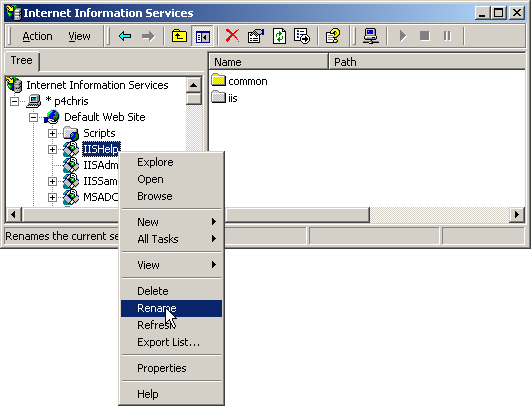 Internet Information Services
Action View
Tree
Name Path
Internet Information Services
* p4chris
Default Web Site
Scripts
IISHelp
IISAdm
IISSam
MSADC
common
iis
Explore
Open
Browse
New
All Tasks
View
Delete
Rename
Refresh
Export List...
Properties
Help
Renames the current se